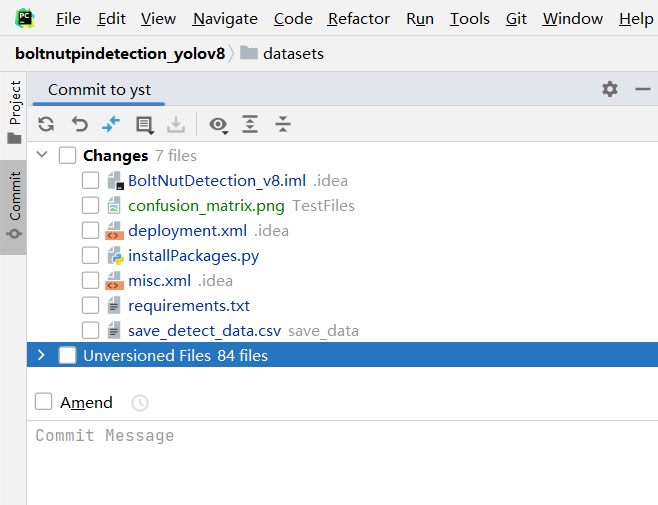 PC File Edit View Navigate Code Refactor Run Tools Git Window Help
boltnutpindetection_yolov8 datasets
Project
Commit
Commit to yst
Changes 7 files
BoltNutDetection_v8.iml .idea
confusion_matrix.png TestFiles
deployment.xml .idea
installPackages.py
misc.xml .idea
requirements.txt
save_detect_data.csv save_data
Unversioned Files 84 files
Amend
Commit Message